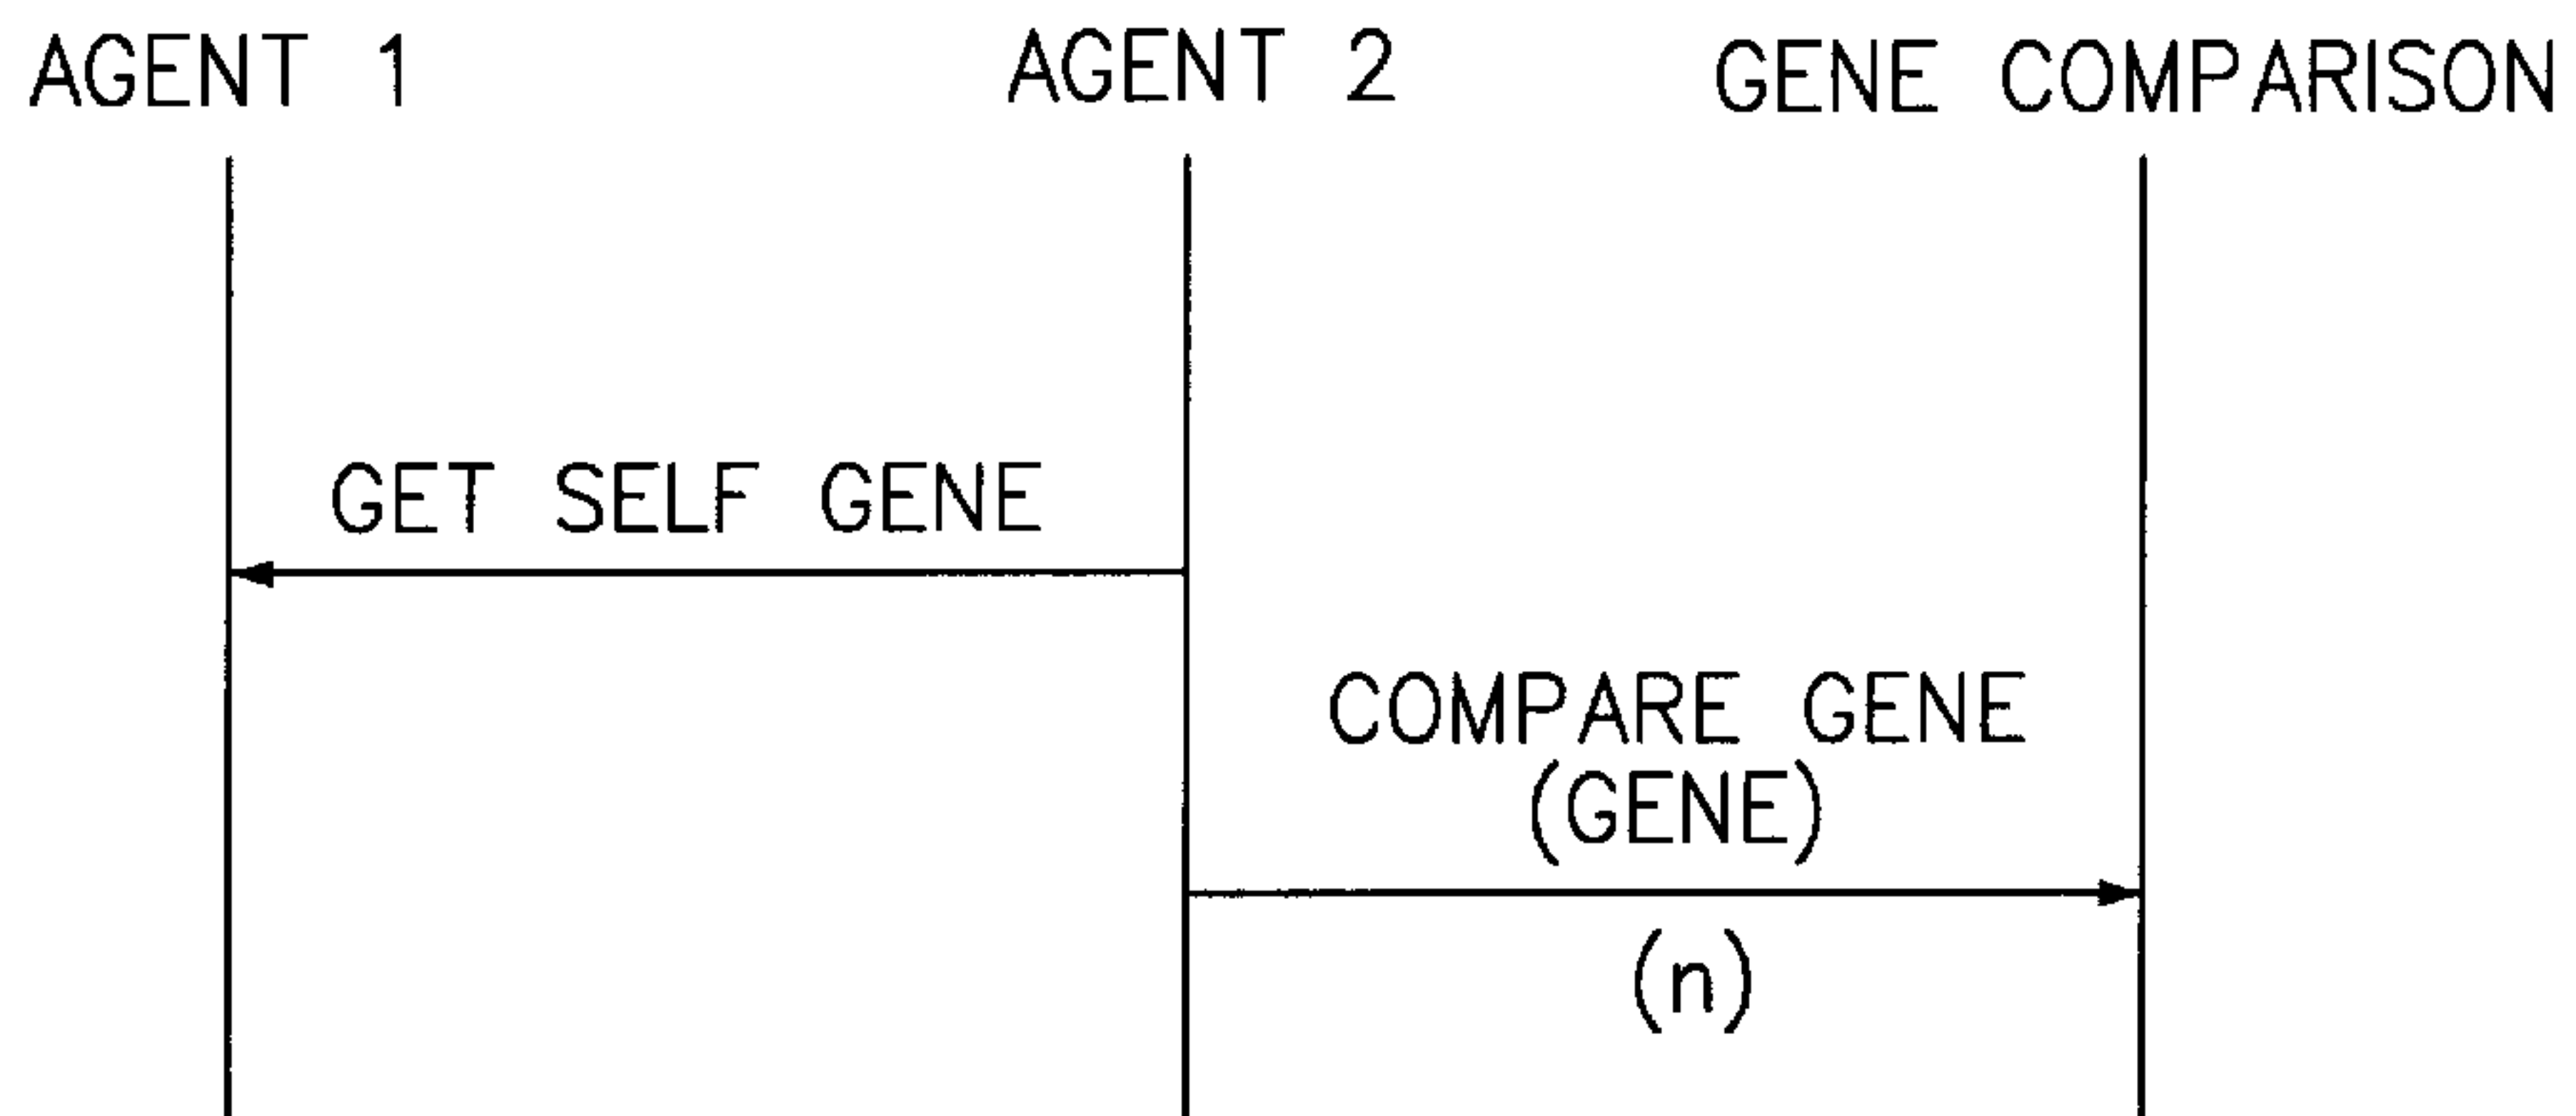 AGENT 1
AGENT 2
GENE COMPARISON
GET SELF GENE
COMPARE GENE
(GENE)
(n)